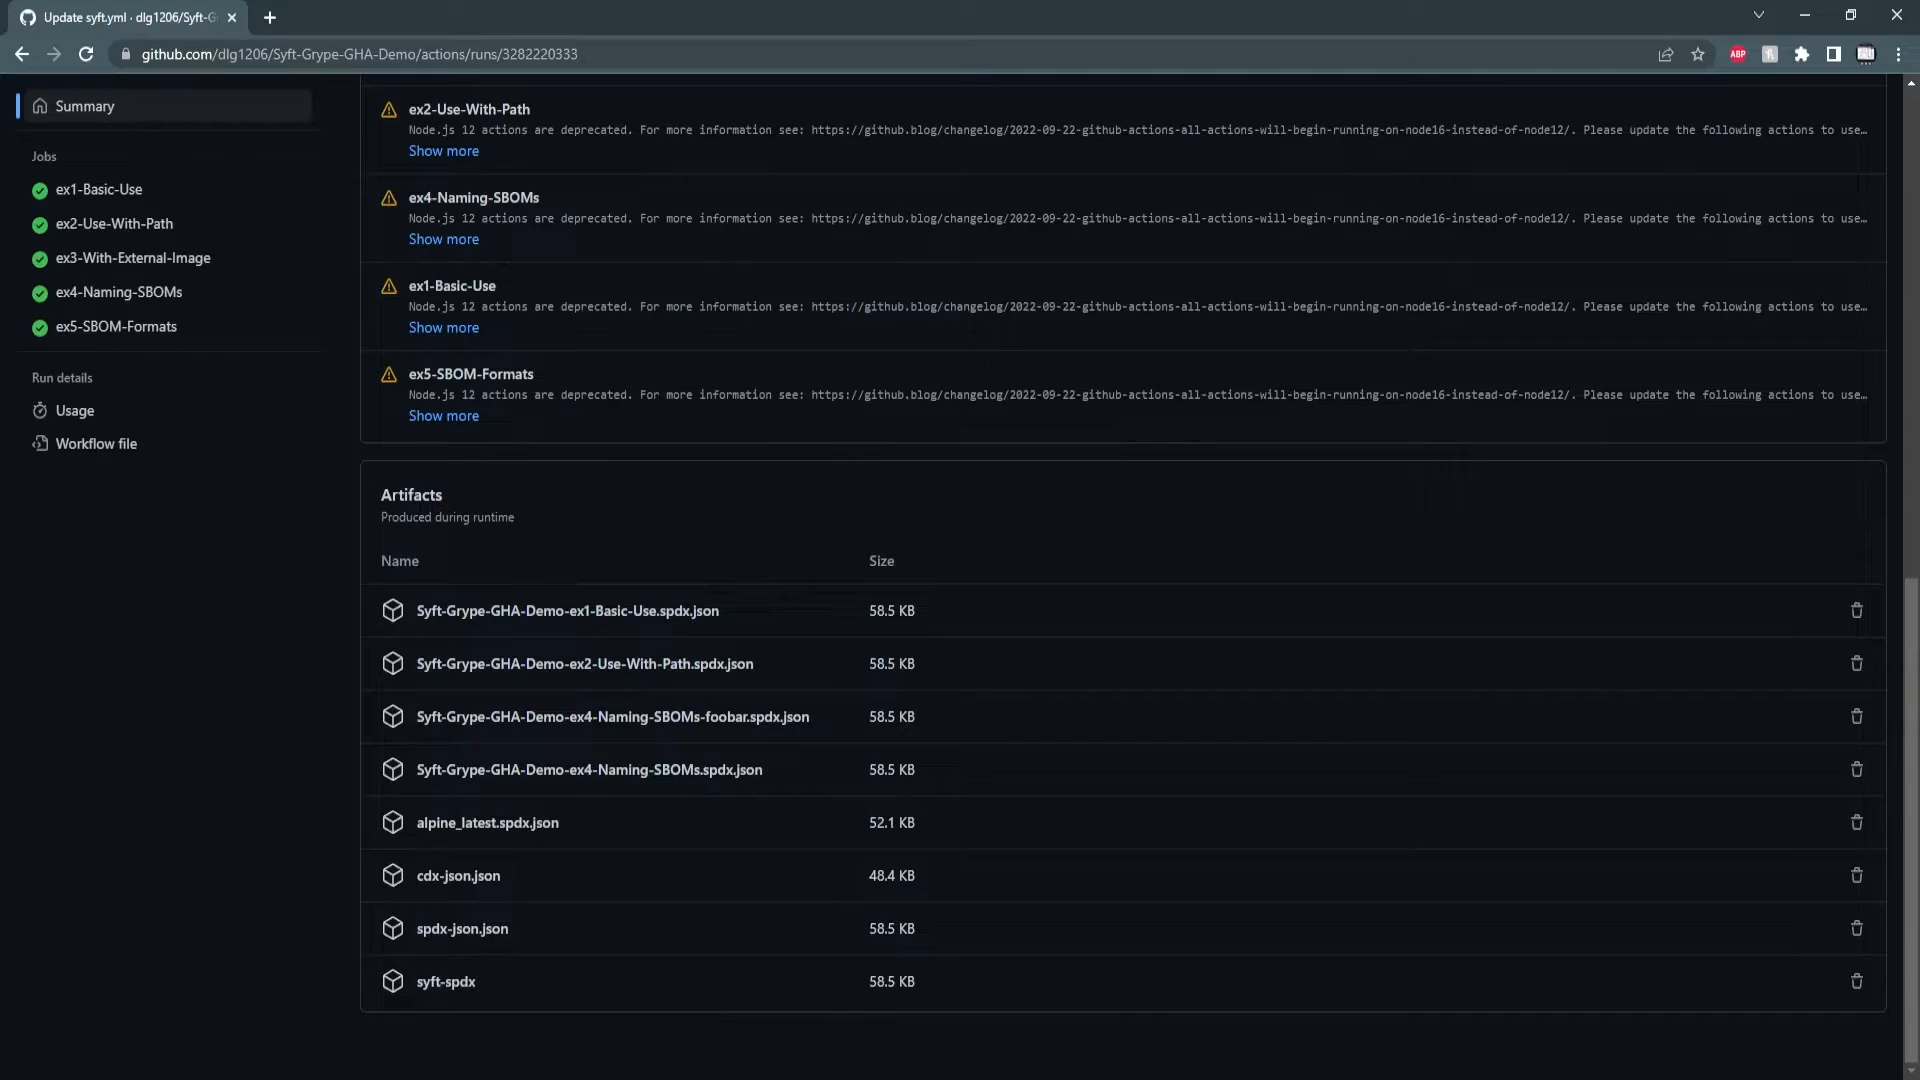 Update syft.yml · dlg1206/Syft-G
github.com/dlg1206/Syft-Grype-GHA-Demo/actions/runs/3282220333
ABP
Summary
Jobs
ex1-Basic-Use
ex2-Use-With-Path
ex3-With-External-Image
ex4-Naming-SBOMs
ex5-SBOM-Formats
Run details
Usage
Workflow file
ex2-Use-With-Path
Node.js 12 actions are deprecated. For more information see: https://github.blog/changelog/2022-09-22-github-actions-all-actions-will-begin-running-on-node16-instead-of-node12/. Please update the following actions to use…
Show more
ex4-Naming-SBOMs
Node.js 12 actions are deprecated. For more information see: https://github.blog/changelog/2022-09-22-github-actions-all-actions-will-begin-running-on-node16-instead-of-node12/. Please update the following actions to use…
Show more
ex1-Basic-Use
Node.js 12 actions are deprecated. For more information see: https://github.blog/changelog/2022-09-22-github-actions-all-actions-will-begin-running-on-node16-instead-of-node12/. Please update the following actions to use…
Show more
ex5-SBOM-Formats
Node.js 12 actions are deprecated. For more information see: https://github.blog/changelog/2022-09-22-github-actions-all-actions-will-begin-running-on-node16-instead-of-node12/. Please update the following actions to use…
Show more
Artifacts
Produced during runtime
Name Size
Syft-Grype-GHA-Demo-ex1-Basic-Use.spdx.json 58.5 KB
Syft-Grype-GHA-Demo-ex2-Use-With-Path.spdx.json 58.5 KB
Syft-Grype-GHA-Demo-ex4-Naming-SBOMs-foobar.spdx.json 58.5 KB
Syft-Grype-GHA-Demo-ex4-Naming-SBOMs.spdx.json 58.5 KB
alpine_latest.spdx.json 52.1 KB
cdx-json.json 48.4 KB
spdx-json.json 58.5 KB
syft-spdx 58.5 KB